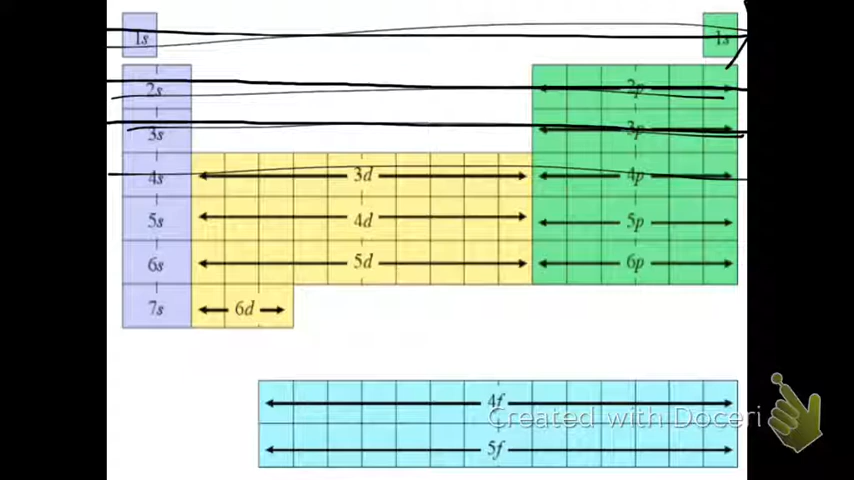 1s 1s
2s 2p
3s 3p
4s 3d 4p
5s 4d 5p
6s 5d 6p
7s 6d
4f
Created with Doceri
5f